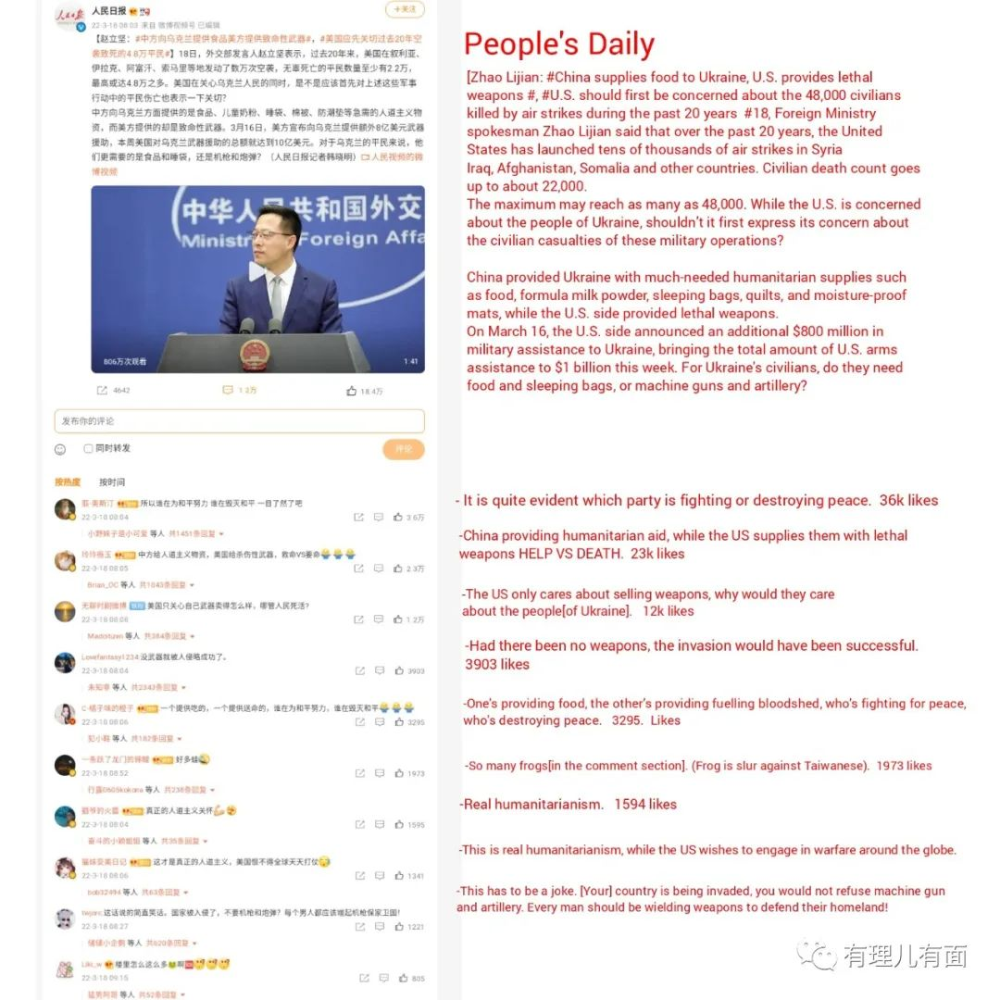 人民日报
+关注
22-3-18 08:03 来自 微博视频号 已编辑
【赵立坚：#中方向乌克兰提供食品美方提供致命性武器#，#美国应先关切过去20年空
袭致死的4.8万平民#】18日，外交部发言人赵立坚表示，过去20年来，美国在叙利亚、
伊拉克、阿富汗、索马里等地发动了数万次空袭，无辜死亡的平民数量至少有2.2万，
最高或达4.8万之多。美国在关心乌克兰人民的同时，是不是应该首先对上述这些军事
行动中的平民伤亡也表示一下关切？
中方向乌克兰方面提供的是食品、儿童奶粉、睡袋、棉被、防潮垫等急需的人道主义物
资，而美方提供的却是致命性武器。3月16日，美方宣布向乌克兰提供额外8亿美元武器
援助，本周美国对乌克兰武器援助的总额就达到10亿美元。对于乌克兰的平民来说，他
们更需要的是食品和睡袋，还是机枪和炮弹？（人民日报记者韩晓明）人民视频的微
博视频
中华人民共和国外交
Minist Foreign Affa
806万次观看
1:41
4642
1.2万
18.4万
发布你的评论
同时转发
评论
按热度 按时间
所以谁在为和平努力 谁在毁灭和平 一目了然了吧
22-3-18 08:04
3.6万
小野妹子是小可爱 等人 共1451条回复
玲玲薇玉 中方给人道主义物资，美国给杀伤性武器，救命VS要命
22-3-18 08:05
2.3万
Brian_OC 等人 共1043条回复
无聊时刷微博 美国只关心自己武器卖得怎么样，哪管人民死活？
22-3-18 08:08
1.2万
等人 共384条回复
Lovefantasy1234:没武器就被人侵略成功了。
22-3-18 08:04
3903
未知非 等人 共2343条回复
C-橘子味的橙子 一个提供吃的，一个提供送命的，谁在为和平努力，谁在毁灭和平
22-3-18 08:06
3295
犯小鞋 等人 共182条回复
一条跃了龙门的锦鲤 好多蛙
22-3-18 08:52
1973
行露0605kokone 等人 共238条回复
猫爷的火酱 真正的人道主义关怀
22-3-18 08:04
1595
奋斗的小颖姐姐 等人 共35条回复
猫妹变美日记 这才是真正的人道主义，美国恨不得全球天天打仗
22-3-18 08:06
1341
bob32494 等人 共63条回复
twjorc:这话说的简直笑话。国家被入侵了，不要机枪和炮弹？每个男人都应该端起机枪保家卫国！
22-3-18 08:27
1221
储储小企鹅 等人 共620条回复
Liki_w 楼里怎么这么多啊
22-3-18 09:15
805
猛男阿哥 等人 共52条回复
People's Daily
[Zhao Lijian: #China supplies food to Ukraine, U.S. provides lethal
weapons #, #U.S. should first be concerned about the 48,000 civilians
killed by air strikes during the past 20 years #18, Foreign Ministry
spokesman Zhao Lijian said that over the past 20 years, the United
States has launched tens of thousands of air strikes in Syria
Iraq, Afghanistan, Somalia and other countries. Civilian death count goes
up to about 22,000.
The maximum may reach as many as 48,000. While the U.S. is concerned
about the people of Ukraine, shouldn't it first express its concern about
the civilian casualties of these military operations?
China provided Ukraine with much-needed humanitarian supplies such
as food, formula milk powder, sleeping bags, quilts, and moisture-proof
mats, while the U.S. side provided lethal weapons.
On March 16, the U.S. side announced an additional $800 million in
military assistance to Ukraine, bringing the total amount of U.S. arms
assistance to $1 billion this week. For Ukraine's civilians, do they need
food and sleeping bags, or machine guns and artillery?
- It is quite evident which party is fighting or destroying peace. 36k likes
-China providing humanitarian aid, while the US supplies them with lethal
weapons HELP VS DEATH. 23k likes
-The US only cares about selling weapons, why would they care
about the people[of Ukraine]. 12k likes
-Had there been no weapons, the invasion would have been successful.
3903 likes
-One's providing food, the other's providing fuelling bloodshed, who's fighting for peace,
who's destroying peace. 3295. Likes
-So many frogs[in the comment section]. (Frog is slur against Taiwanese). 1973 likes
-Real humanitarianism. 1594 likes
-This is real humanitarianism, while the US wishes to engage in warfare around the globe.
-This has to be a joke. [Your] country is being invaded, you would not refuse machine gun
and artillery. Every man should be wielding weapons to defend their homeland!
有理儿有面